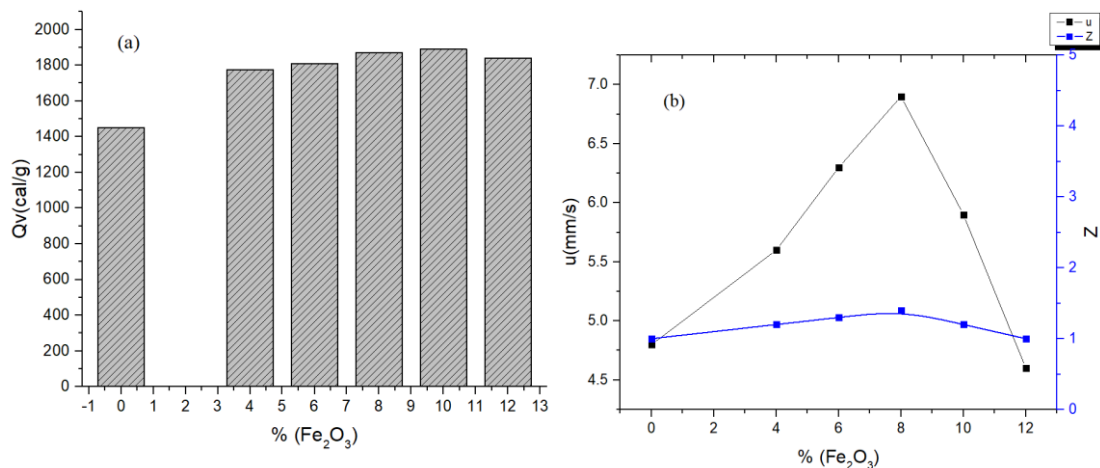 (a)
2000
1800
1600
1400
1200
1000
800
600
400
200
0
Qv(cal/g)
-1 0 1 2 3 4 5 6 7 8 9 10 11 12 13
% (Fe₂O₃)
u
Z
(b)
7.0
6.5
6.0
5.5
5.0
4.5
u(mm/s)
5
4
3
2
1
0
Z
0 2 4 6 8 10 12
% (Fe₂O₃)